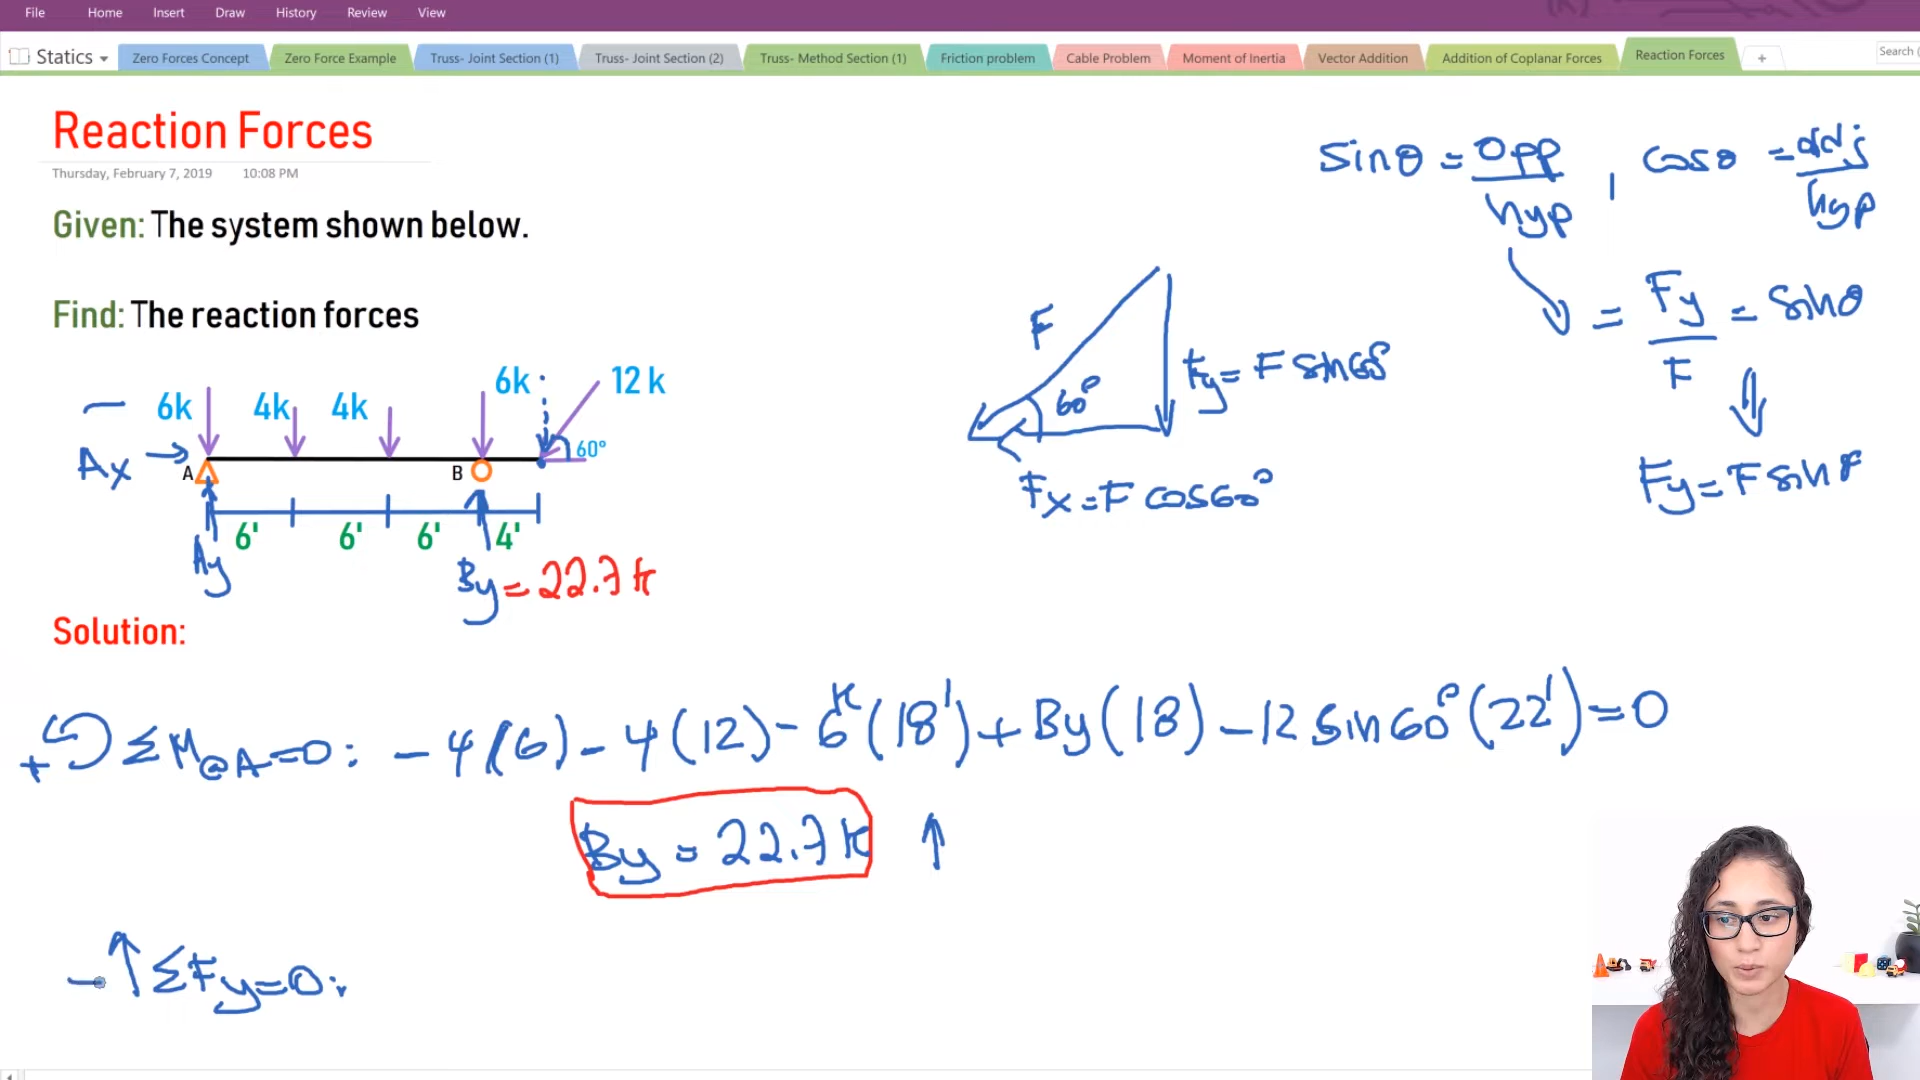 File Home Insert Draw History Review View
Statics Zero Forces Concept Zero Force Example Truss- Joint Section (1) Truss- Joint Section (2) Truss- Method Section (1) Friction problem Cable Problem Moment of Inertia Vector Addition Addition of Coplanar Forces Reaction Forces + Search (
Reaction Forces
Thursday, February 7, 2019 10:08 PM
Given: The system shown below.
Find: The reaction forces
6k 4k 4k 6k 12 k
Ax A B 60°
6' 6' 6' 4'
Ay
By = 22.7 k
sinθ = opp/hyp , cosθ = adj/hyp
= Fy/F = sinθ
F 60° Fy = F sin60°
Fx = F cos60°
Fy = F sin
Solution:
+ ΣM@A=0: -4(6) - 4(12) - 6k(18') + By(18) - 12 sin60°(22') = 0
By = 22.7 k ↑
↑ ΣFy=0: